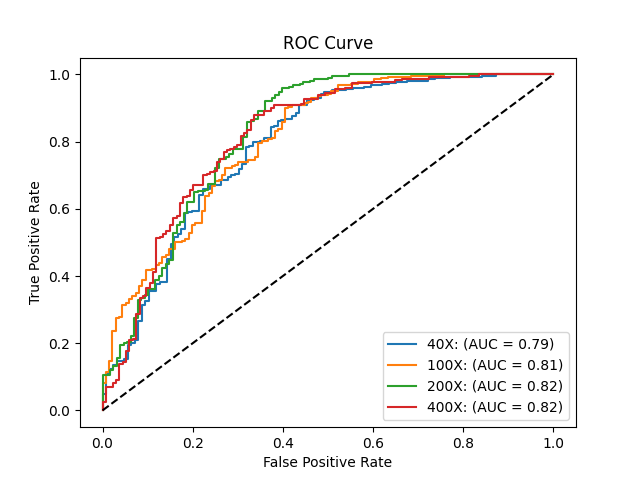 ROC Curve
True Positive Rate
1.0
0.8
0.6
0.4
0.2
0.0
40X: (AUC = 0.79)
100X: (AUC = 0.81)
200X: (AUC = 0.82)
400X: (AUC = 0.82)
0.0 0.2 0.4 0.6 0.8 1.0
False Positive Rate